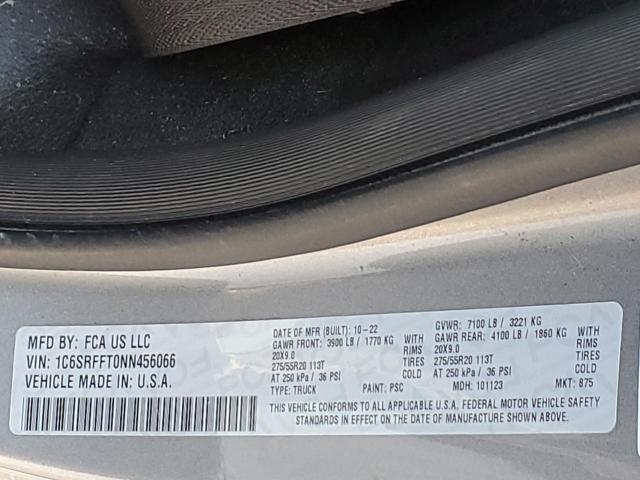 MFD BY: FCA US LLC
VIN: 1C6SRFFT0NN456066
VEHICLE MADE IN: U.S.A.
DATE OF MFR (BUILT): 10-22 GVWR: 7100 LB / 3221 KG
GAWR FRONT: 3900 LB / 1770 KG WITH GAWR REAR: 4100 LB / 1860 KG WITH
20X9.0 RIMS 20X9.0 RIMS
275/55R20 113T TIRES 275/55R20 113T TIRES
AT 250 kPa / 36 PSI COLD AT 250 kPa / 36 PSI COLD
TYPE: TRUCK PAINT: PSC MDH: 101123 MKT: 875
THIS VEHICLE CONFORMS TO ALL APPLICABLE U.S.A. FEDERAL MOTOR VEHICLE SAFETY
STANDARDS IN EFFECT ON THE DATE OF MANUFACTURE SHOWN ABOVE.